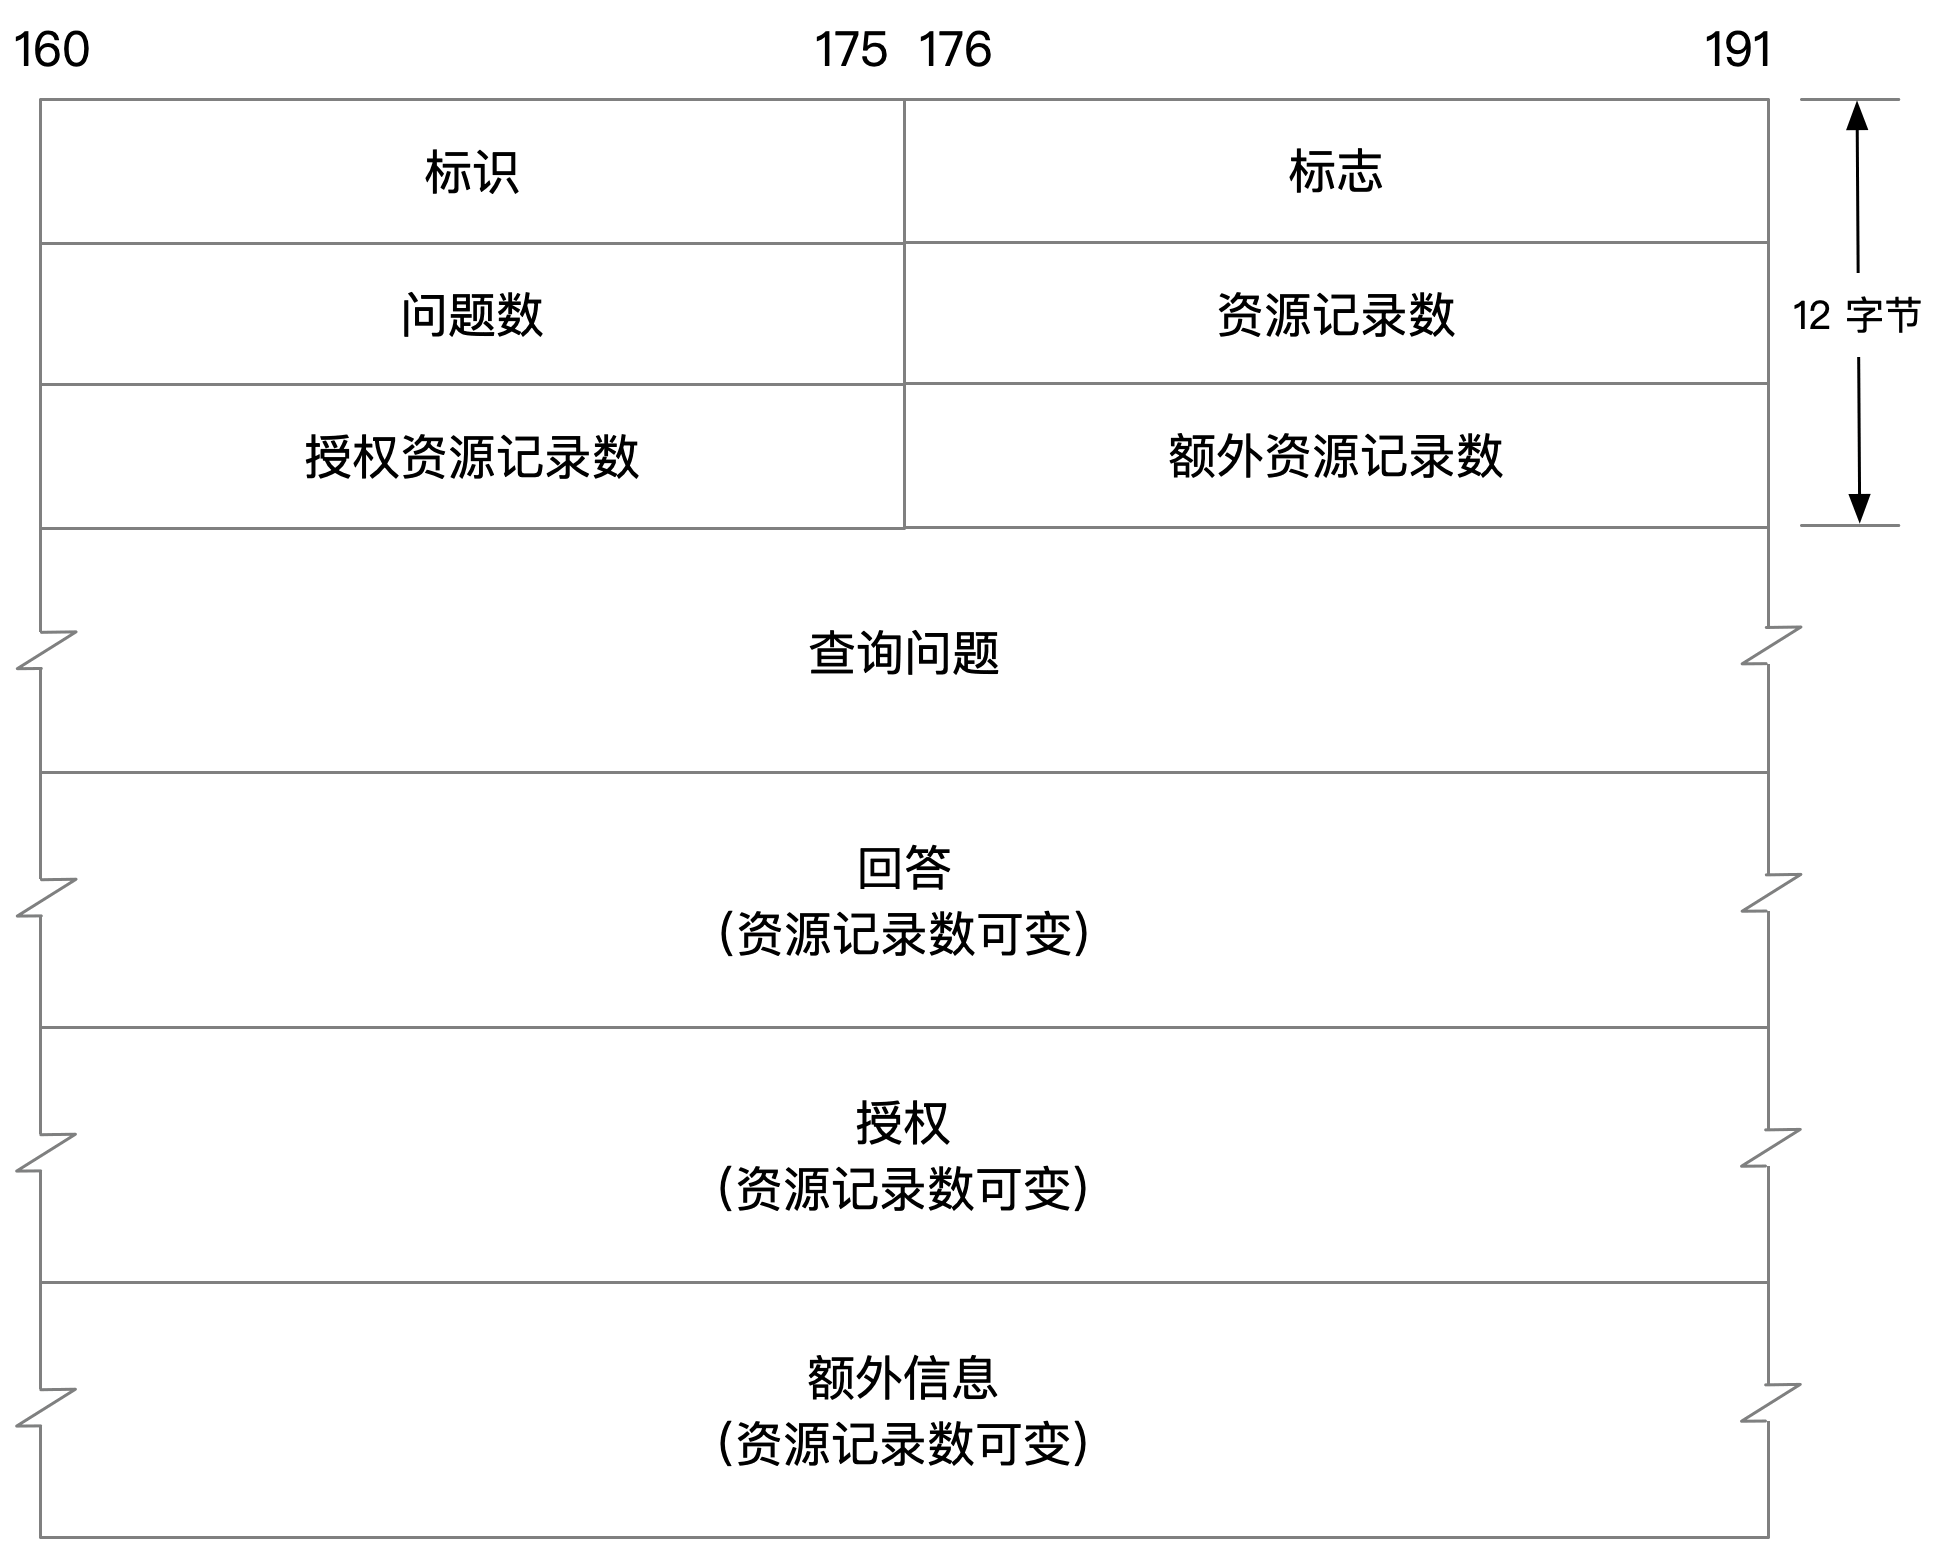 160 175 176 191
标识 标志
问题数 资源记录数 12 字节
授权资源记录数 额外资源记录数
查询问题
回答
(资源记录数可变)
授权
(资源记录数可变)
额外信息
(资源记录数可变)